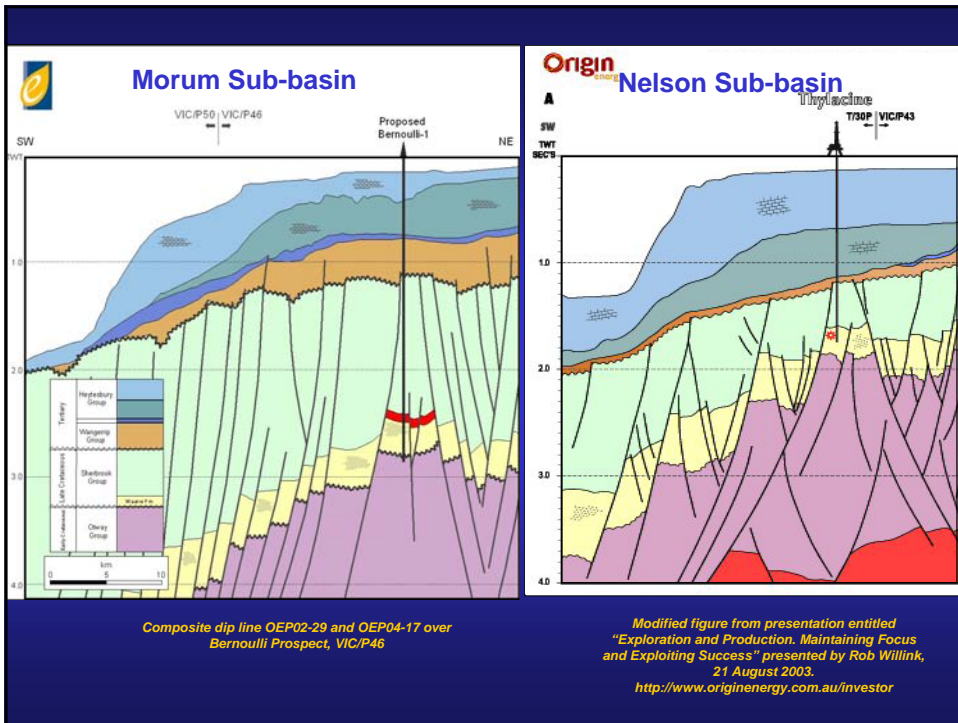 Morum Sub-basin
VIC/P50 VIC/P46
Proposed
Bernoulli-1
SW
NE
TWT
1.0
2.0
3.0
4.0
Tertiary
Heytesbury
Group
Wangerrip
Group
Late Cretaceous
Sherbrook
Group
Waarre Fm
Early Cretaceous
Otway
Group
km
0 5 10
Composite dip line OEP02-29 and OEP04-17 over
Bernoulli Prospect, VIC/P46
Origin
energy
Nelson Sub-basin
A
Thylacine
T/30P VIC/P43
SW
TWT
SEC'S
1.0
2.0
3.0
4.0
Modified figure from presentation entitled
“Exploration and Production. Maintaining Focus
and Exploiting Success” presented by Rob Willink,
21 August 2003.
http://www.originenergy.com.au/investor